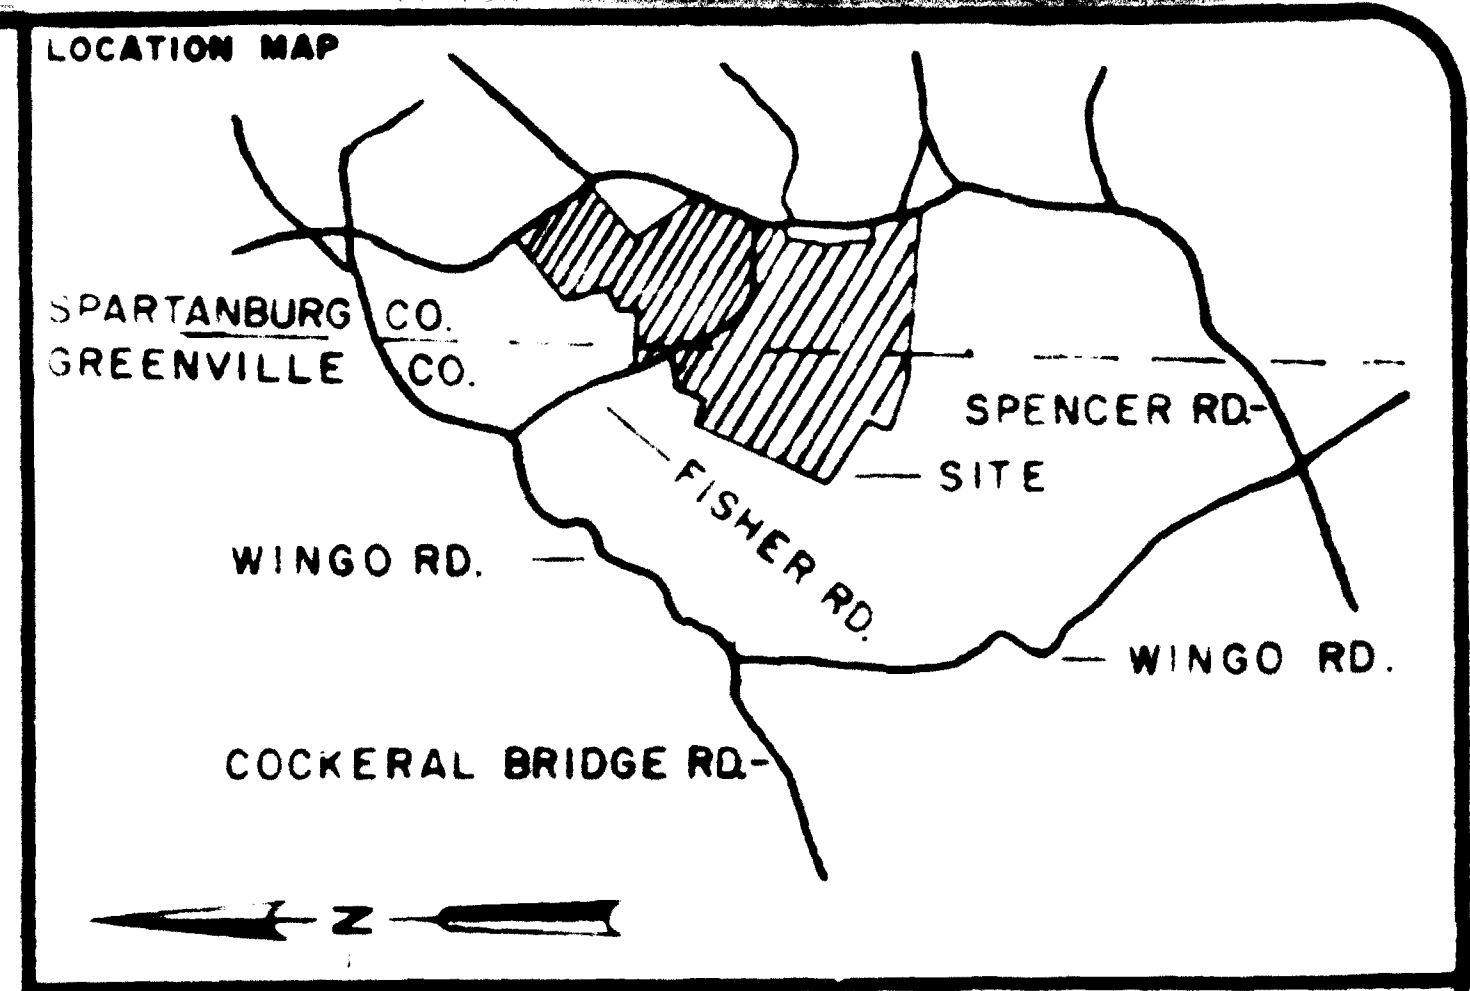 LOCATION MAP
SPARTANBURG CO.
GREENVILLE CO.
SPENCER RD.
SITE
FISHER RD.
WINGO RD.
WINGO RD.
COCKERAL BRIDGE RD.
N